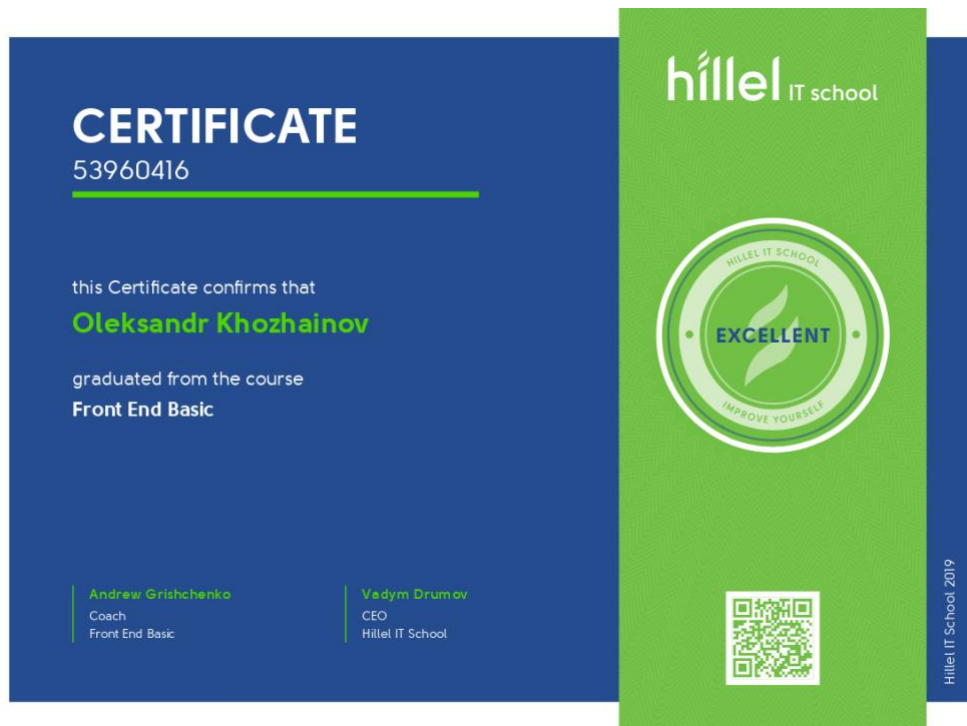 CERTIFICATE
53960416
this Certificate confirms that
Oleksandr Khozhainov
graduated from the course
Front End Basic
Andrew Grishchenko
Coach
Front End Basic
Vadym Drumov
CEO
Hillel IT School
hillel IT school
HILLEL IT SCHOOL
EXCELLENT
IMPROVE YOURSELF
Hillel IT School 2019